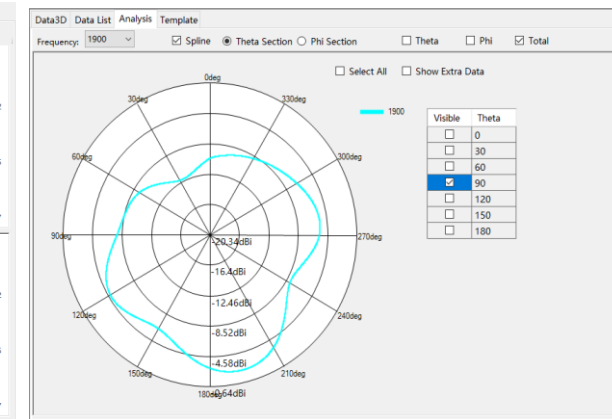 Data3D Data List Analysis Template
Frequency: 1900 Spline Theta Section Phi Section Theta Phi Total
Select All Show Extra Data
0deg
30deg
330deg
1900
Visible Theta
0
30
60
90
120
150
180
60deg
300deg
90deg
270deg
-20.34dBi
-16.4dBi
-12.46dBi
120deg
240deg
-8.52dBi
-4.58dBi
150deg
210deg
180deg
-0.64dBi